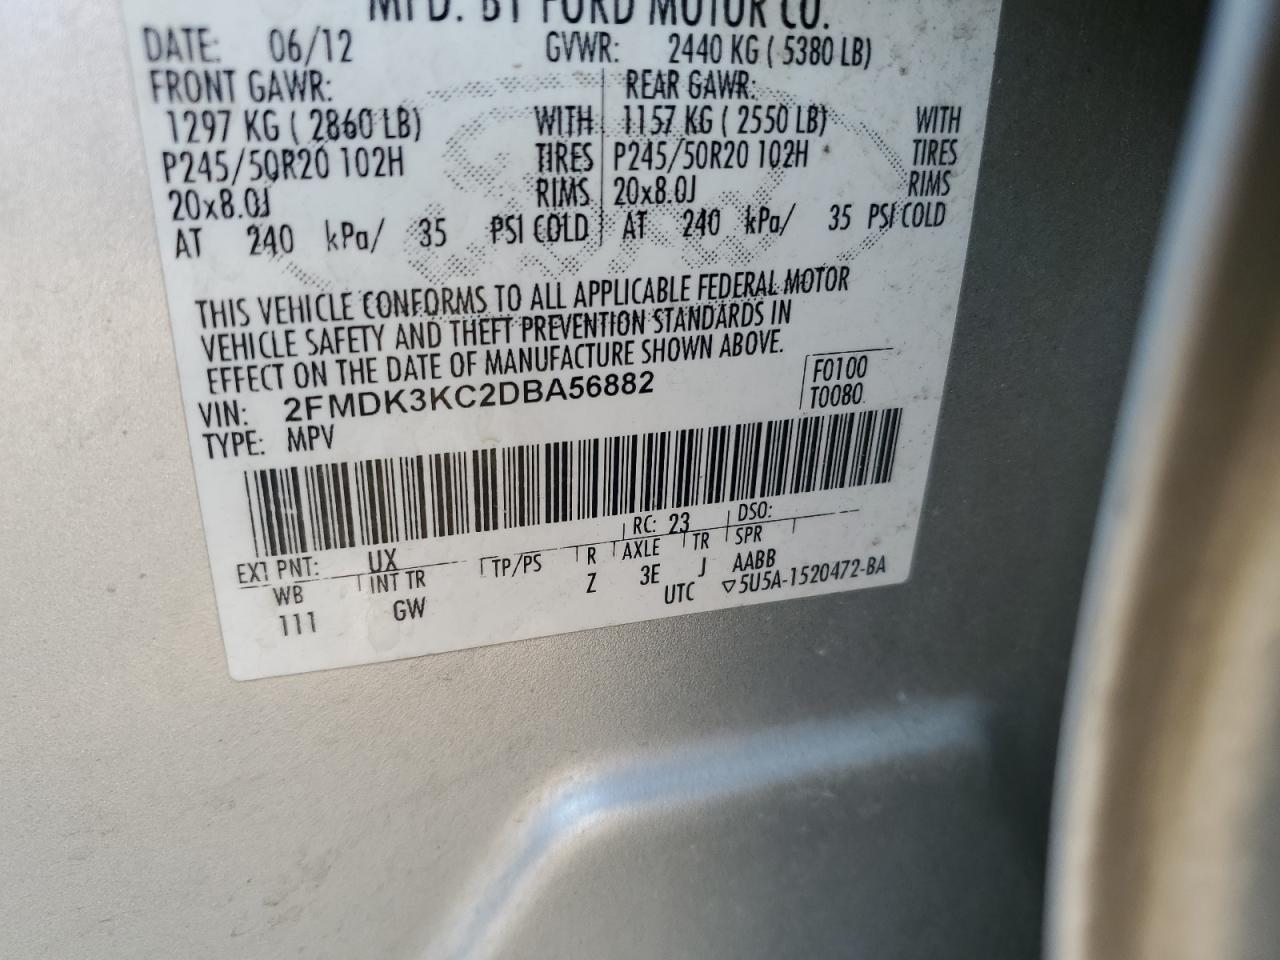 MFD. BY FORD MOTOR CO.
DATE: 06/12 GVWR: 2440 KG ( 5380 LB)
FRONT GAWR: REAR GAWR:
1297 KG ( 2860 LB) WITH 1157 KG ( 2550 LB) WITH
P245/50R20 102H TIRES P245/50R20 102H TIRES
20x8.0J RIMS 20x8.0J RIMS
AT 240 kPa/ 35 PSI COLD AT 240 kPa/ 35 PSI COLD
THIS VEHICLE CONFORMS TO ALL APPLICABLE FEDERAL MOTOR
VEHICLE SAFETY AND THEFT PREVENTION STANDARDS IN
EFFECT ON THE DATE OF MANUFACTURE SHOWN ABOVE.
VIN: 2FMDK3KC2DBA56882 F0100
TYPE: MPV T0080
EXT PNT: UX RC: 23 DSO:
WB INT TR TP/PS R AXLE TR SPR
111 GW Z 3E J AABB
UTC ▽5U5A-1520472-BA